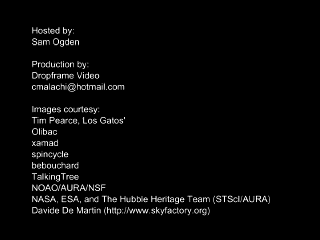 Hosted by:
Sam Ogden
Production by:
Dropframe Video
cmalachi@hotmail.com
Images courtesy:
Tim Pearce, Los Gatos'
Olibac
xamad
spincycle
bebouchard
TalkingTree
NOAO/AURA/NSF
NASA, ESA, and The Hubble Heritage Team (STScI/AURA)
Davide De Martin (http://www.skyfactory.org)